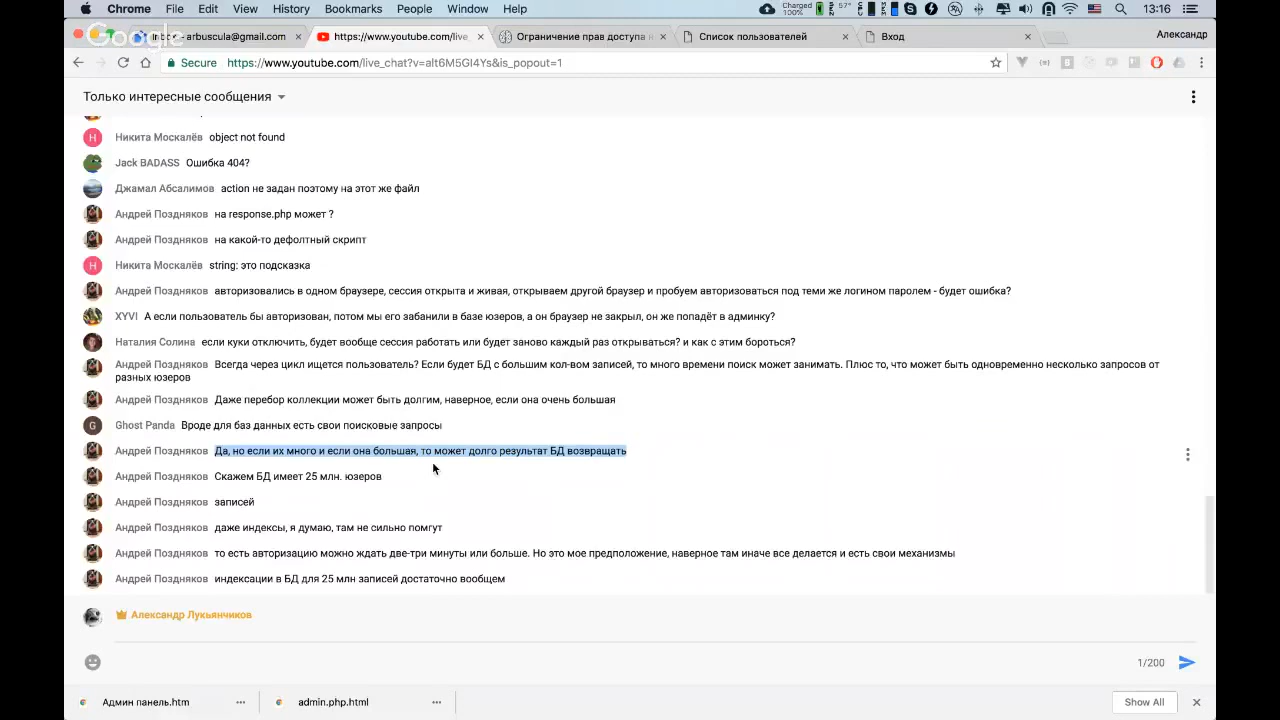 Chrome File Edit View History Bookmarks People Window Help Charged 100% 57° 13:16
Google
arbuscula@gmail.com https://www.youtube.com/live_ Ограничение прав доступа Список пользователей Вход Александр
Secure https://www.youtube.com/live_chat?v=alt6M5Gl4Ys&is_popout=1
Только интересные сообщения
Никита Москалёв object not found
Jack BADASS Ошибка 404?
Джамал Абсалимов action не задан поэтому на этот же файл
Андрей Поздняков на response.php может ?
Андрей Поздняков на какой-то дефолтный скрипт
Н Никита Москалёв string: это подсказка
Андрей Поздняков авторизовались в одном браузере, сессия открыта и живая, открываем другой браузер и пробуем авторизоваться под теми же логином паролем - будет ошибка?
XYVI А если пользователь бы авторизован, потом мы его забанили в базе юзеров, а он браузер не закрыл, он же попадёт в админку?
Наталия Солина если куки отключить, будет вообще сессия работать или будет заново каждый раз открываться? и как с этим бороться?
Андрей Поздняков Всегда через цикл ищется пользователь? Если будет БД с большим кол-вом записей, то много времени поиск может занимать. Плюс то, что может быть одновременно несколько запросов от
разных юзеров
Андрей Поздняков Даже перебор коллекции может быть долгим, наверное, если она очень большая
G Ghost Panda Вроде для баз данных есть свои поисковые запросы
Андрей Поздняков Да, но если их много и если она большая, то может долго результат БД возвращать
Андрей Поздняков Скажем БД имеет 25 млн. юзеров
Андрей Поздняков записей
Андрей Поздняков даже индексы, я думаю, там не сильно помгут
Андрей Поздняков то есть авторизацию можно ждать две-три минуты или больше. Но это мое предположение, наверное там иначе все делается и есть свои механизмы
Андрей Поздняков индексации в БД для 25 млн записей достаточно вообщем
Александр Лукьянчиков
1/200
Админ панель.htm admin.php.html Show All